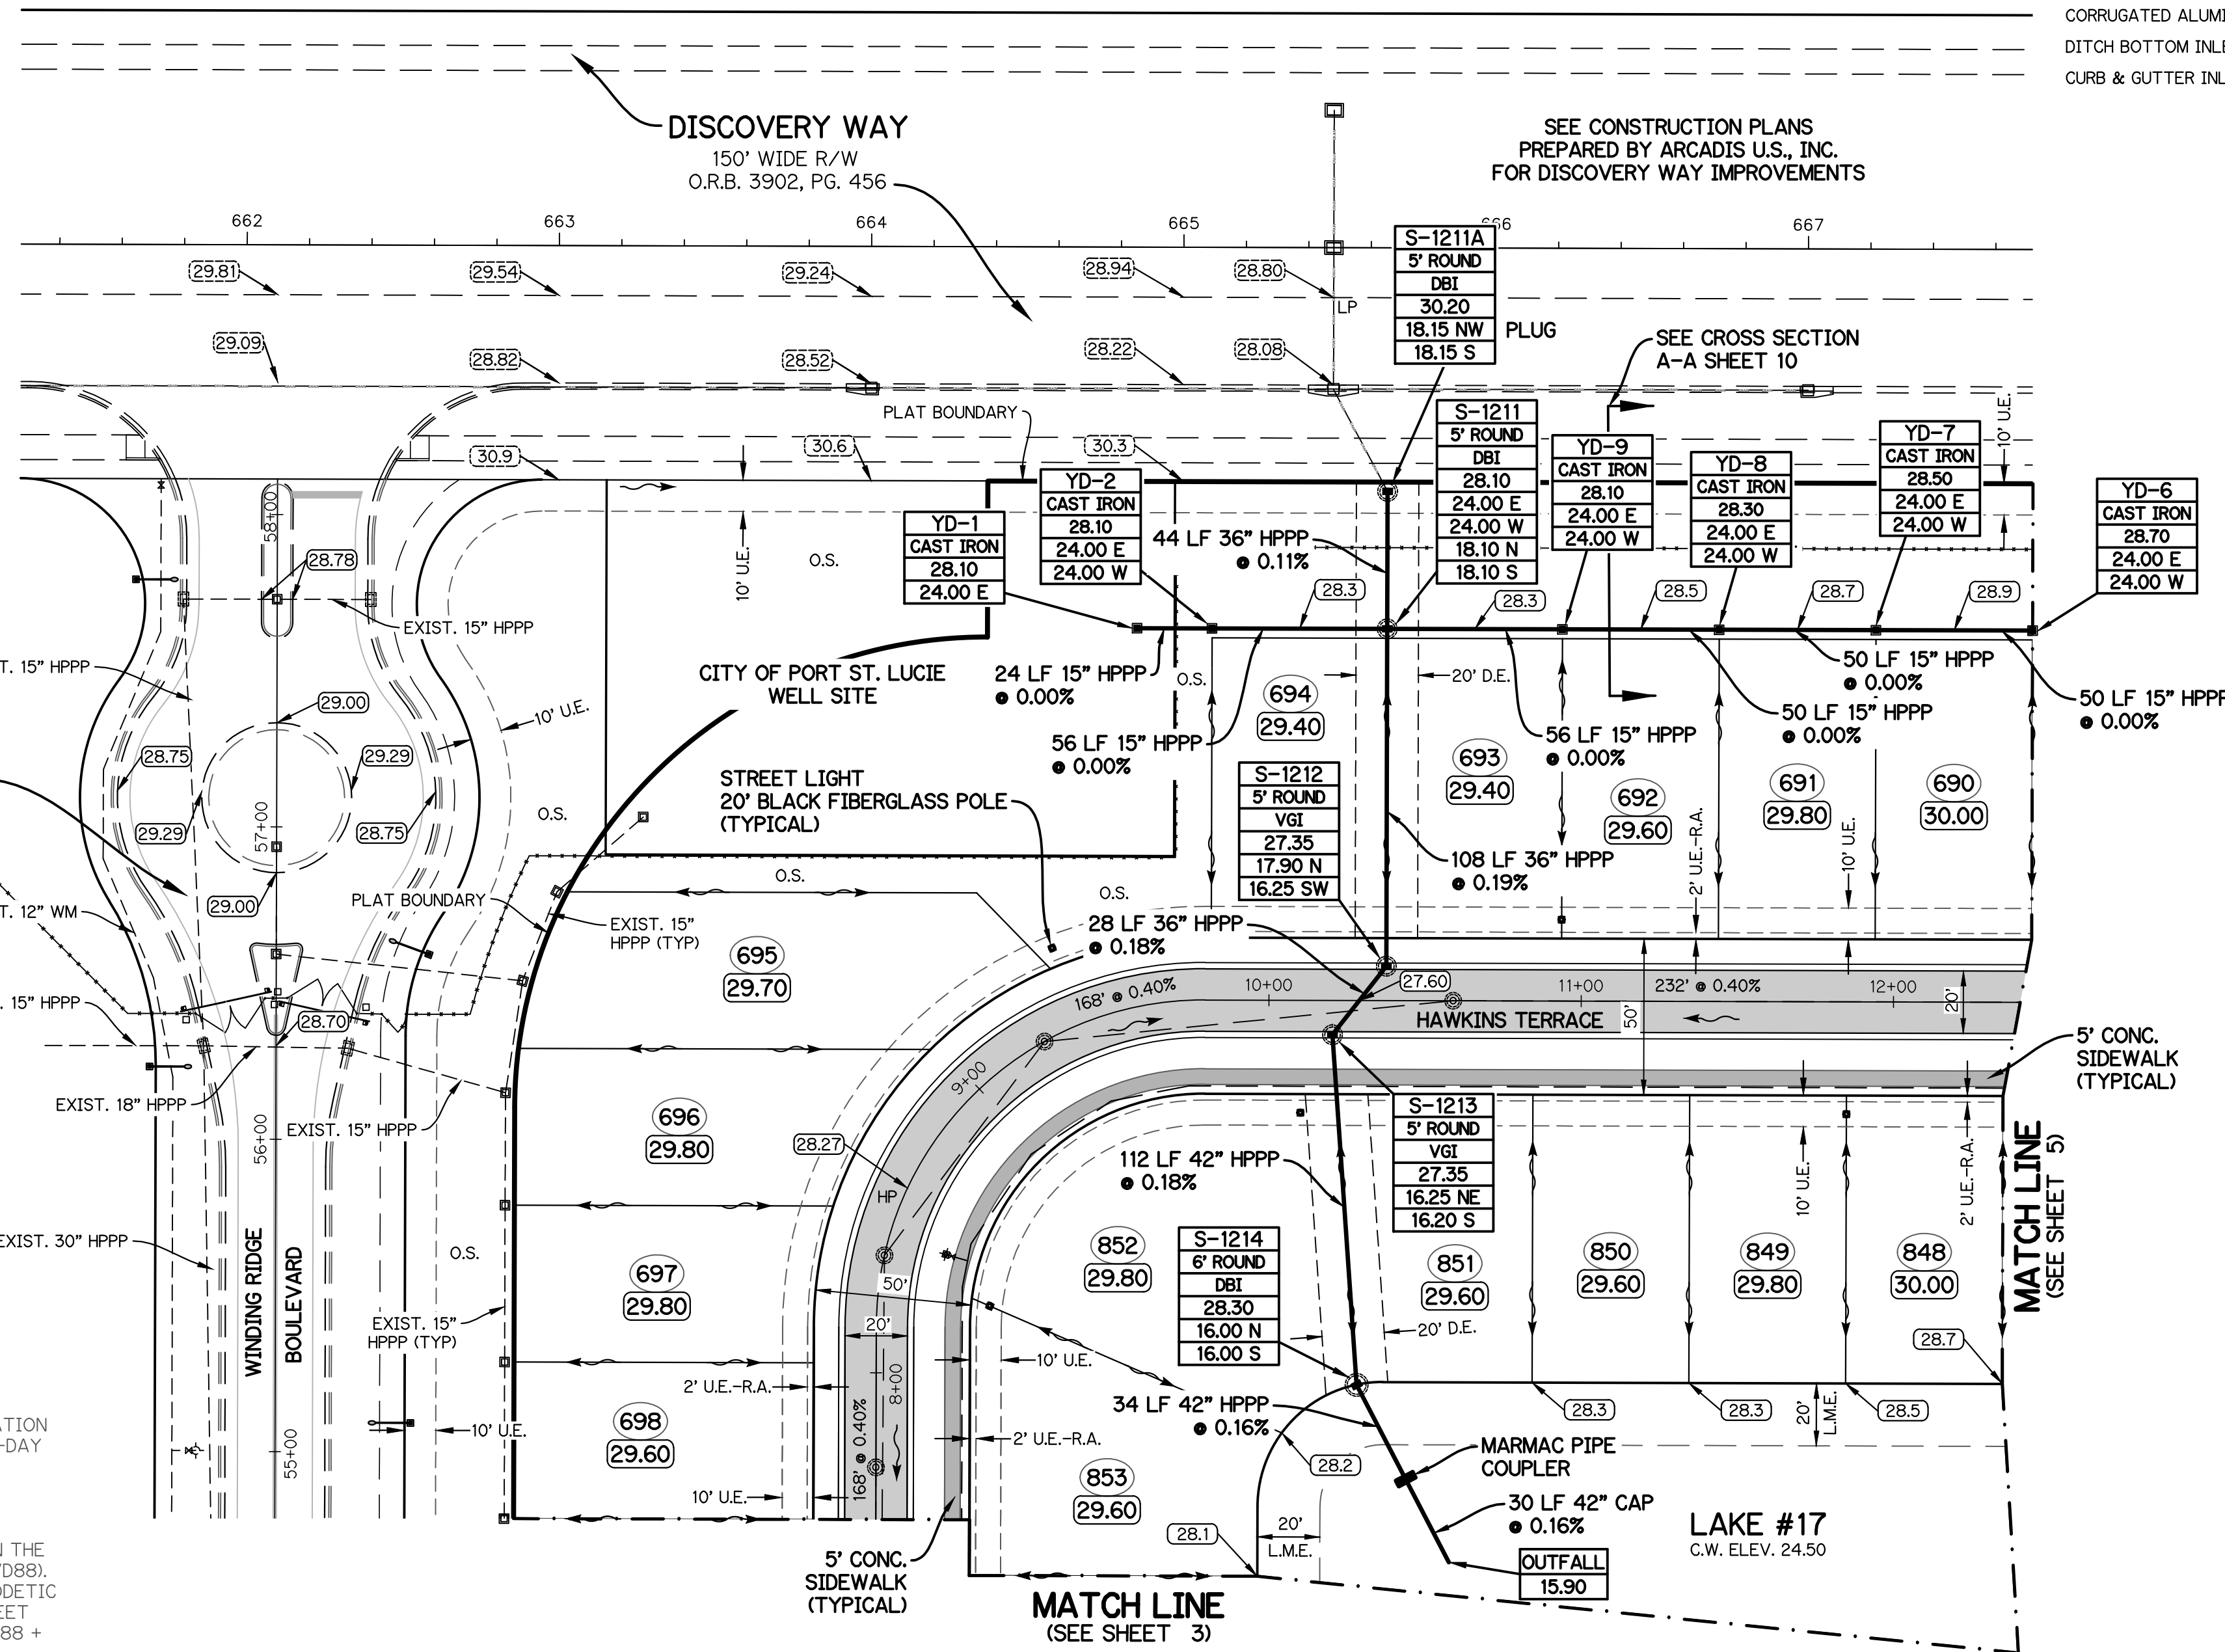 CORRUGATED ALUMI
DITCH BOTTOM INLE
CURB & GUTTER INL
DISCOVERY WAY
150' WIDE R/W
O.R.B. 3902, PG. 456
SEE CONSTRUCTION PLANS
PREPARED BY ARCADIS U.S., INC.
FOR DISCOVERY WAY IMPROVEMENTS
662
663
664
665
666
667
29.81
29.54
29.24
28.94
28.80
LP
S-1211A
5' ROUND
DBI
30.20
18.15 NW
18.15 S
PLUG
SEE CROSS SECTION
A-A SHEET 10
29.09
28.82
28.52
28.22
28.08
PLAT BOUNDARY
30.9
30.6
30.3
10' U.E.
S-1211
5' ROUND
DBI
28.10
24.00 E
24.00 W
18.10 N
18.10 S
YD-9
CAST IRON
28.10
24.00 E
24.00 W
YD-8
CAST IRON
28.30
24.00 E
24.00 W
YD-7
CAST IRON
28.50
24.00 E
24.00 W
YD-6
CAST IRON
28.70
24.00 E
24.00 W
YD-2
CAST IRON
28.10
24.00 E
24.00 W
YD-1
CAST IRON
28.10
24.00 E
58+00
28.78
EXIST. 15" HPPP
10' U.E.
O.S.
44 LF 36" HPPP
@ 0.11%
28.3
28.3
28.5
28.7
28.9
T. 15" HPPP
29.00
10' U.E.
CITY OF PORT ST. LUCIE
WELL SITE
24 LF 15" HPPP
@ 0.00%
O.S.
694
29.40
20' D.E.
50 LF 15" HPPP
@ 0.00%
50 LF 15" HPPP
@ 0.00%
50 LF 15" HPPP
@ 0.00%
56 LF 15" HPPP
@ 0.00%
56 LF 15" HPPP
@ 0.00%
28.75
29.29
29.29
28.75
57+00
29.00
O.S.
STREET LIGHT
20' BLACK FIBERGLASS POLE
(TYPICAL)
S-1212
5' ROUND
VGI
27.35
17.90 N
16.25 SW
693
29.40
692
29.60
691
29.80
690
30.00
2' U.E.-R.A.
10' U.E.
108 LF 36" HPPP
@ 0.19%
T. 12" WM
PLAT BOUNDARY
O.S.
O.S.
EXIST. 15"
HPPP (TYP)
28 LF 36" HPPP
@ 0.18%
695
29.70
. 15" HPPP
28.70
168' @ 0.40%
10+00
27.60
11+00
232' @ 0.40%
12+00
HAWKINS TERRACE
50'
20'
5' CONC.
SIDEWALK
(TYPICAL)
9+00
EXIST. 18" HPPP
EXIST. 15" HPPP
56+00
696
29.80
28.27
HP
S-1213
5' ROUND
VGI
27.35
16.25 NE
16.20 S
112 LF 42" HPPP
@ 0.18%
10' U.E.
2' U.E.-R.A.
MATCH LINE
(SEE SHEET 5)
EXIST. 30" HPPP
WINDING RIDGE
BOULEVARD
O.S.
697
29.80
50'
20'
852
29.80
S-1214
6' ROUND
DBI
28.30
16.00 N
16.00 S
851
29.60
850
29.60
849
29.80
848
30.00
EXIST. 15"
HPPP (TYP)
20' D.E.
28.7
10' U.E.
2' U.E.-R.A.
8+00
168' @ 0.40%
34 LF 42" HPPP
@ 0.16%
28.3
28.3
28.5
20'
L.M.E.
ATION
-DAY
10' U.E.
55+00
698
29.60
2' U.E.-R.A.
28.2
MARMAC PIPE
COUPLER
853
29.60
10' U.E.
30 LF 42" CAP
@ 0.16%
LAKE #17
C.W. ELEV. 24.50
28.1
20'
L.M.E.
OUTFALL
15.90
N THE
VD88).
ODETIC
EET
88 +
5' CONC.
SIDEWALK
(TYPICAL)
MATCH LINE
(SEE SHEET 3)